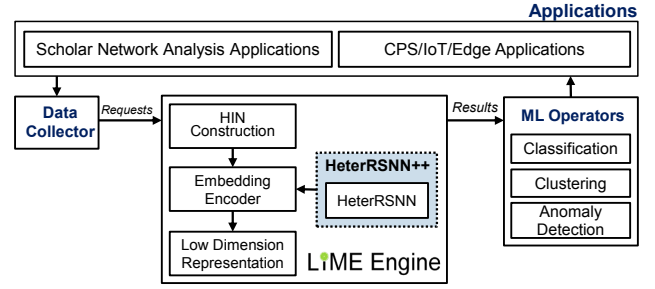 Applications
Scholar Network Analysis Applications
CPS/IoT/Edge Applications
Data
Collector
Requests
HIN
Construction
Embedding
Encoder
Low Dimension
Representation
HeterRSNN++
HeterRSNN
LiME Engine
Results
ML Operators
Classification
Clustering
Anomaly
Detection